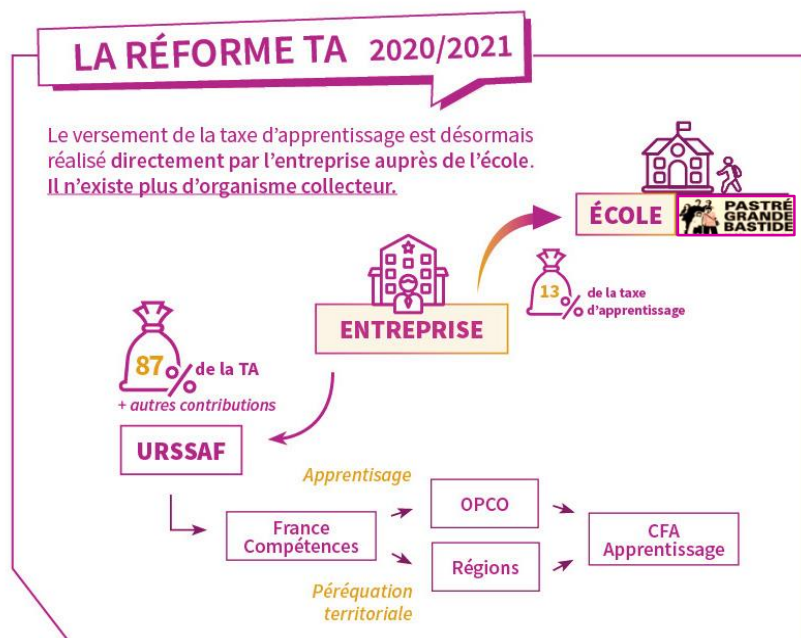 LA RÉFORME TA 2020/2021
Le versement de la taxe d'apprentissage est désormais
réalisé directement par l'entreprise auprès de l'école.
Il n'existe plus d'organisme collecteur.
ÉCOLE
PASTRÉ
GRANDE
BASTIDE
13 %
de la taxe
d'apprentissage
ENTREPRISE
87 % de la TA
+ autres contributions
URSSAF
Apprentisage
OPCO
France
Compétences
CFA
Apprentissage
Régions
Péréquation
territoriale